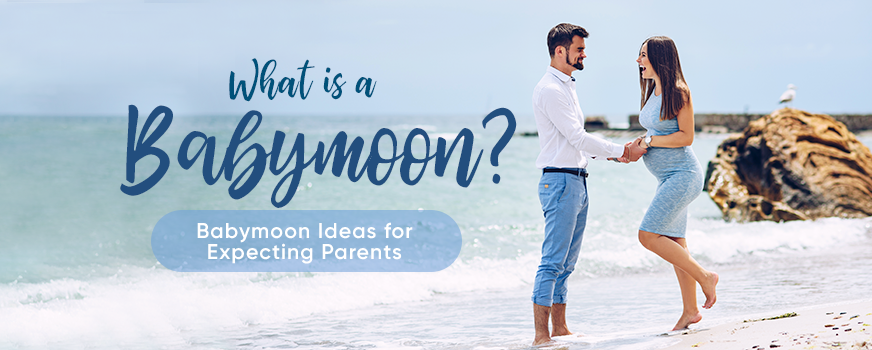 What is a
Babymoon?
Babymoon Ideas for
Expecting Parents